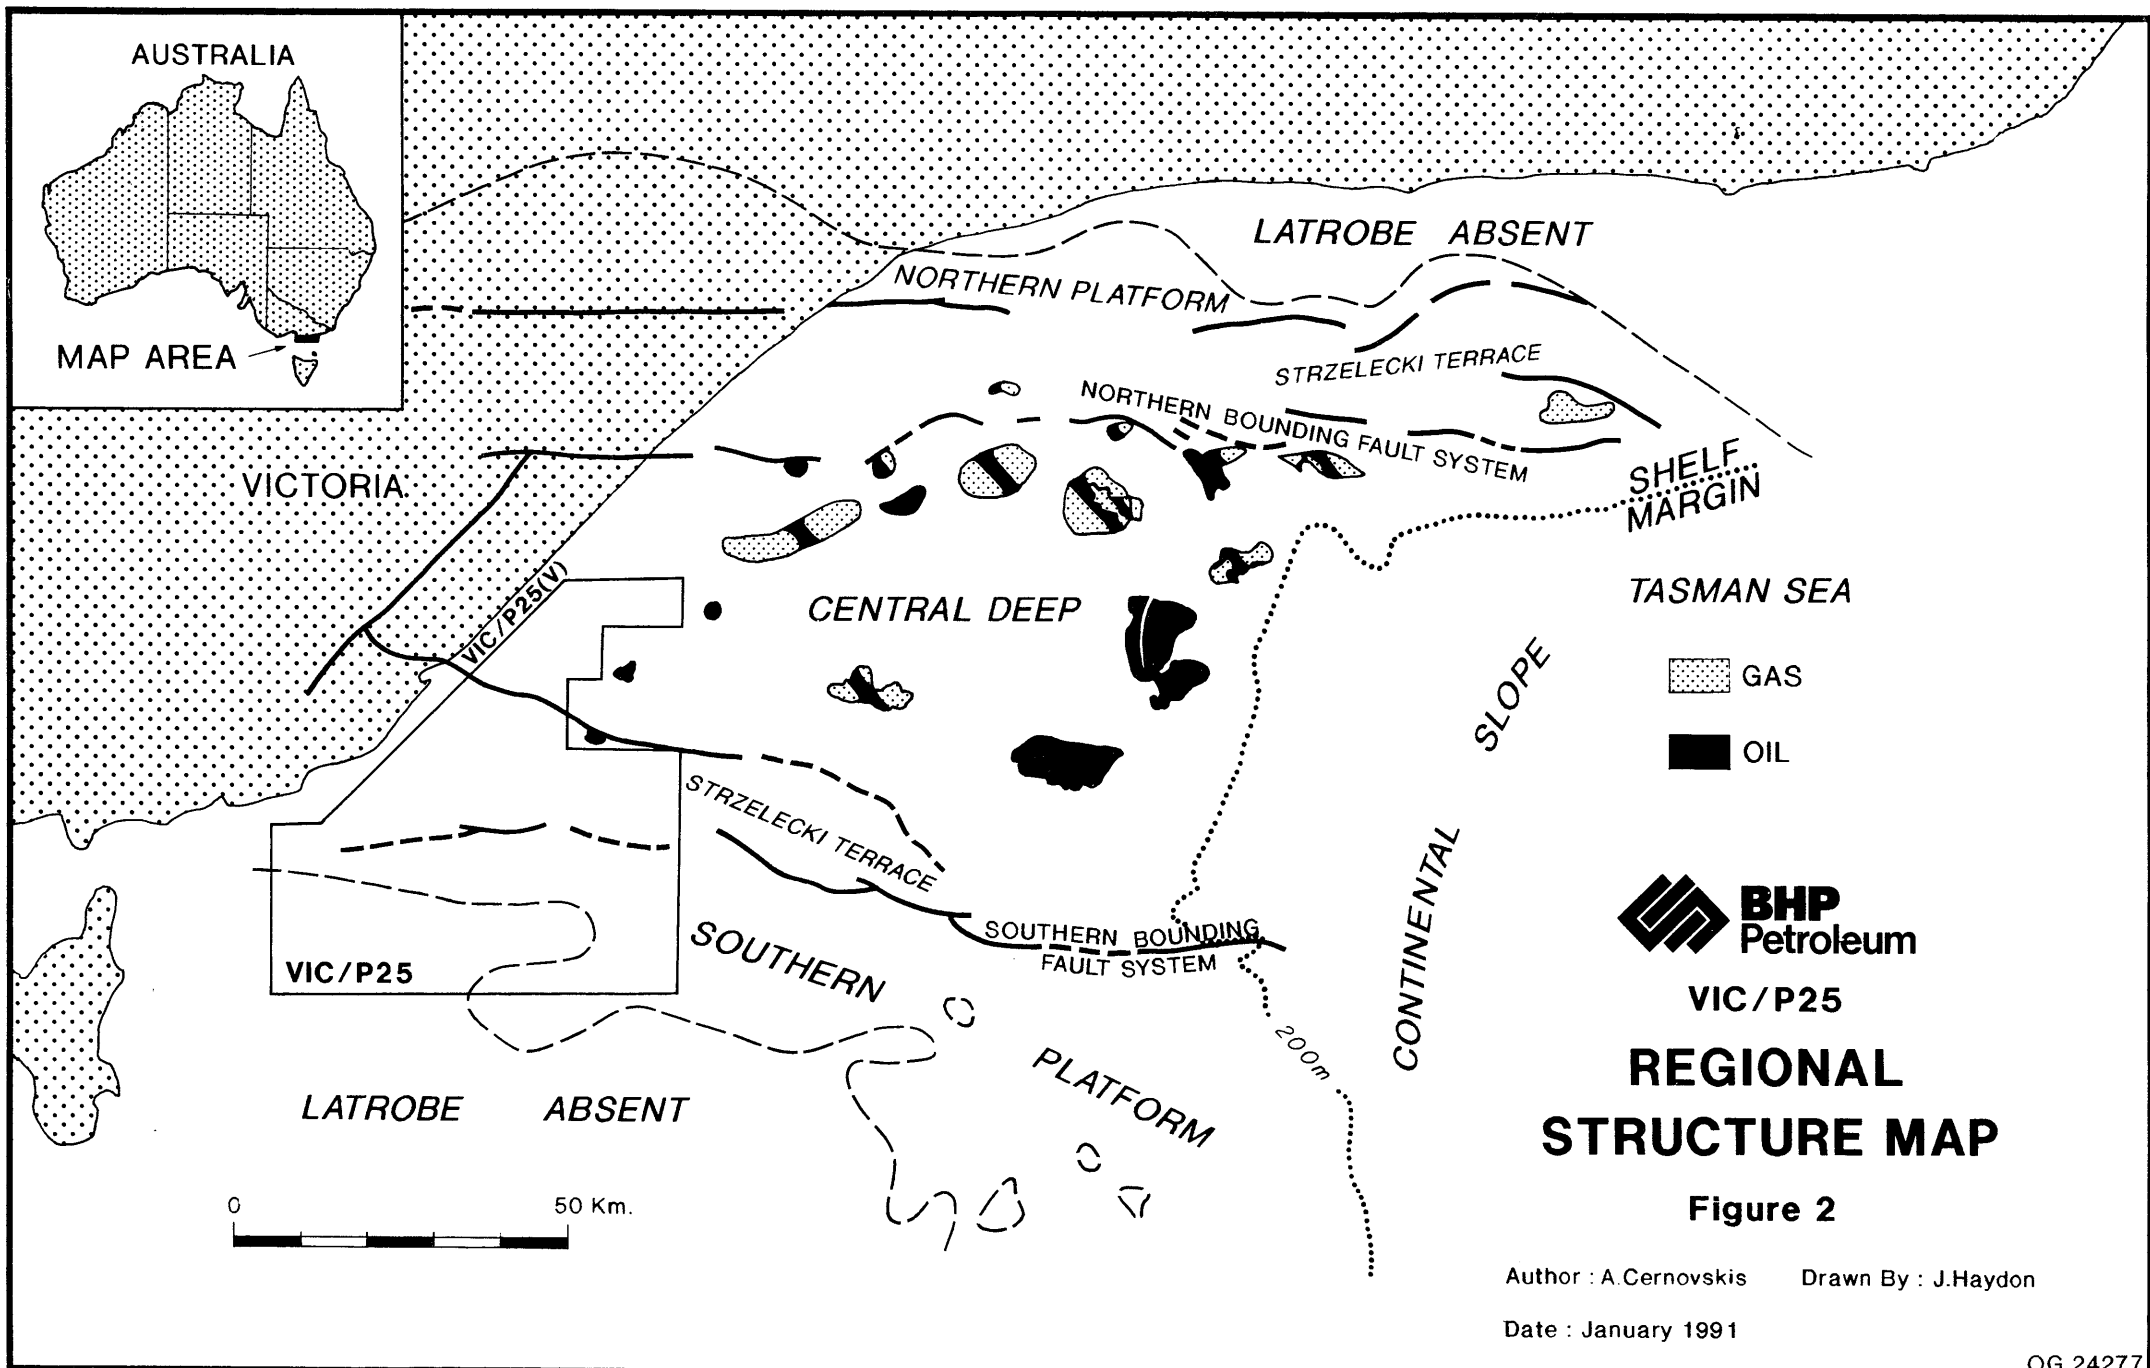 AUSTRALIA
MAP AREA
LATROBE ABSENT
NORTHERN PLATFORM
STRZELECKI TERRACE
NORTHERN BOUNDING FAULT SYSTEM
VICTORIA
SHELF
MARGIN
VIC/P25(V)
CENTRAL DEEP
TASMAN SEA
GAS
OIL
CONTINENTAL SLOPE
STRZELECKI TERRACE
SOUTHERN BOUNDING
FAULT SYSTEM
SOUTHERN
PLATFORM
VIC/P25
200m
LATROBE ABSENT
0 50 Km.
BHP
Petroleum
VIC/P25
REGIONAL
STRUCTURE MAP
Figure 2
Author : A.Cernovskis Drawn By : J.Haydon
Date : January 1991
OG 24277